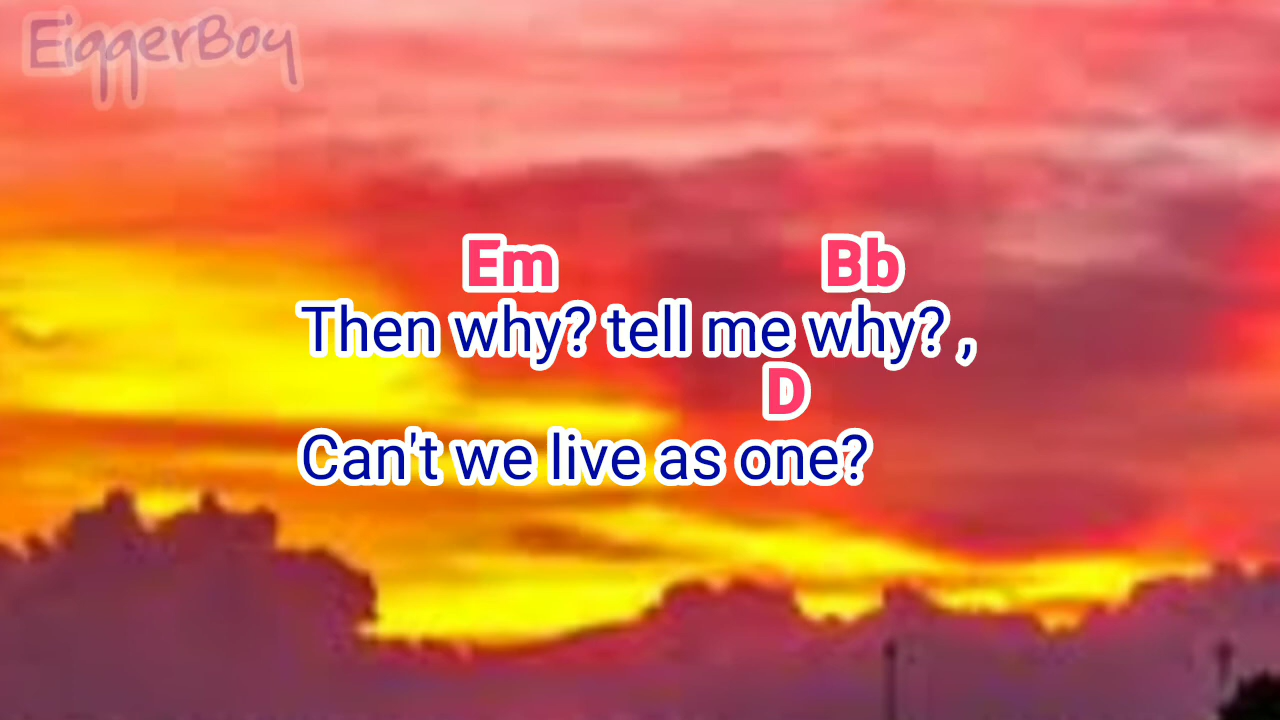 EiggerBoy
Em Bb
Then why? tell me why? ,
D
Can't we live as one?